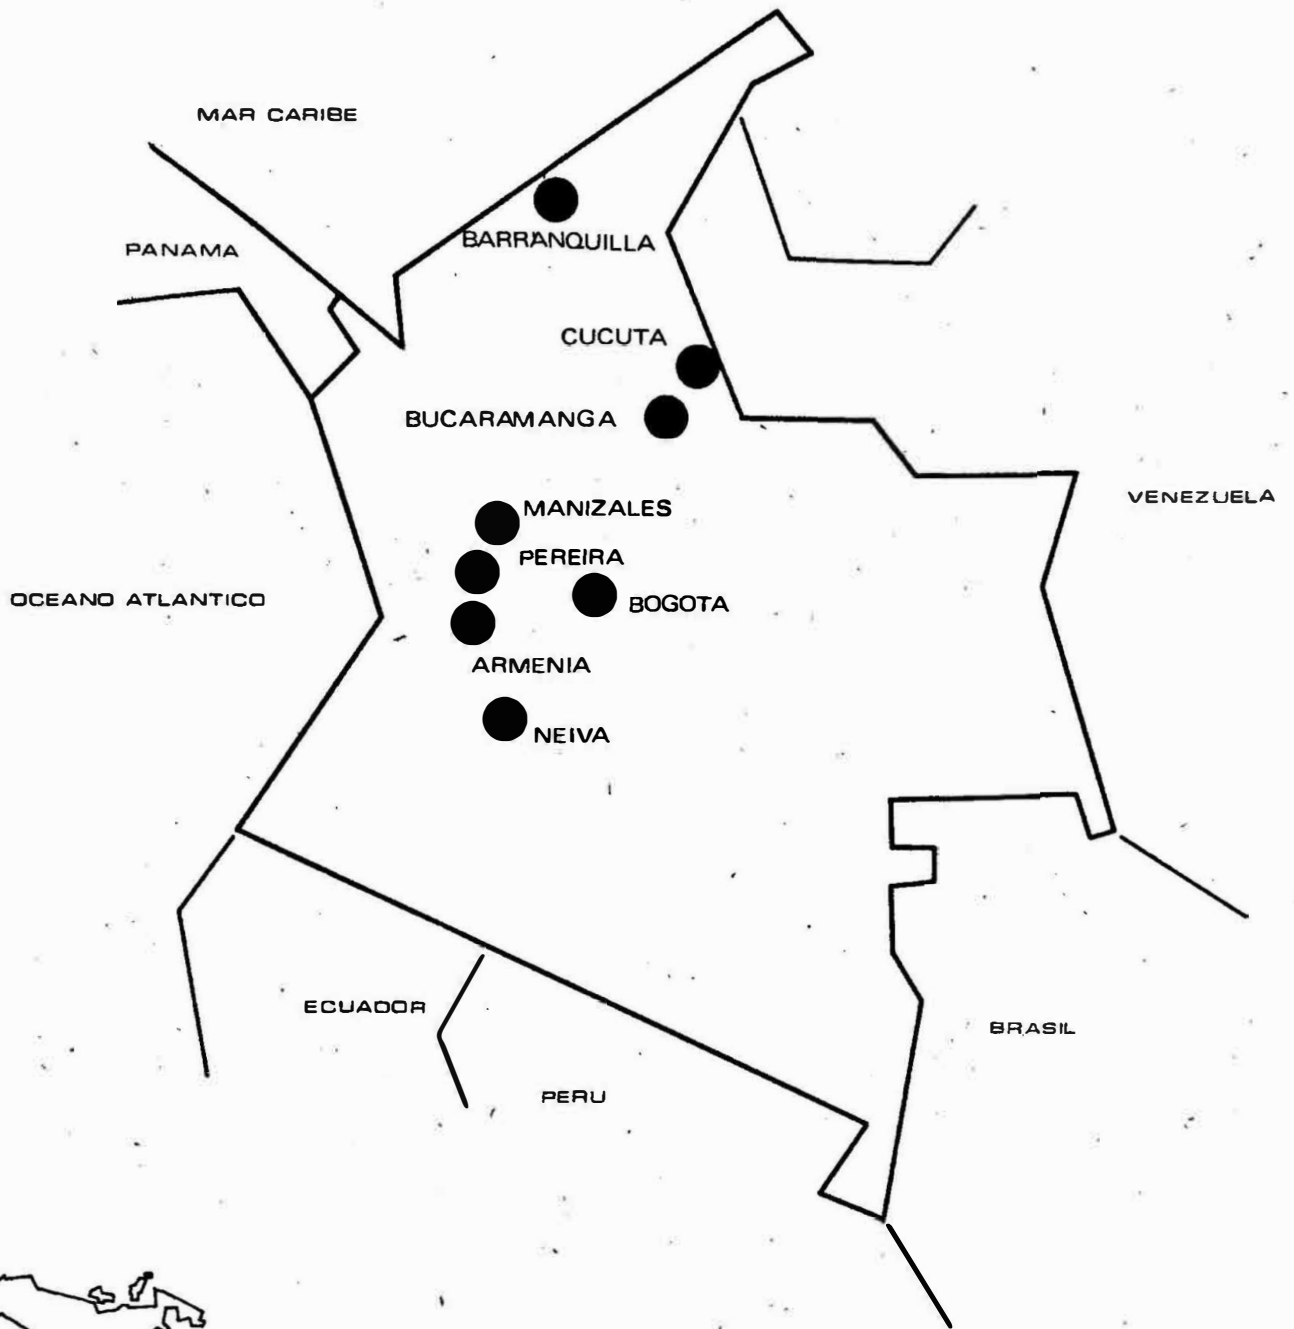 MAR CARIBE
PANAMA
BARRANQUILLA
CUCUTA
BUCARAMANGA
VENEZUELA
MANIZALES
PEREIRA
OCEANO ATLANTICO
BOGOTA
ARMENIA
NEIVA
ECUADOR
BRASIL
PERU